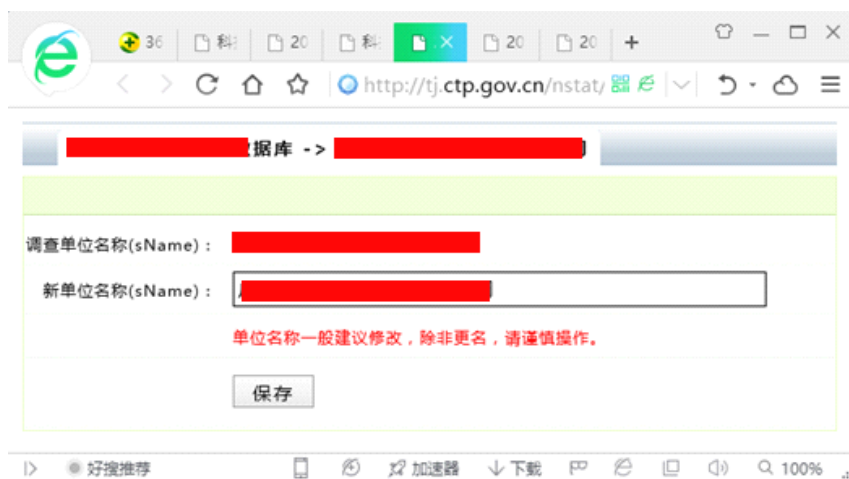 36 科 20 科 20 20 +
http://tj.ctp.gov.cn/nstat/
据库 ->
调查单位名称(sName)：
新单位名称(sName)：
单位名称一般建议修改，除非更名，请谨慎操作。
保存
好搜推荐 加速器 下载 100%